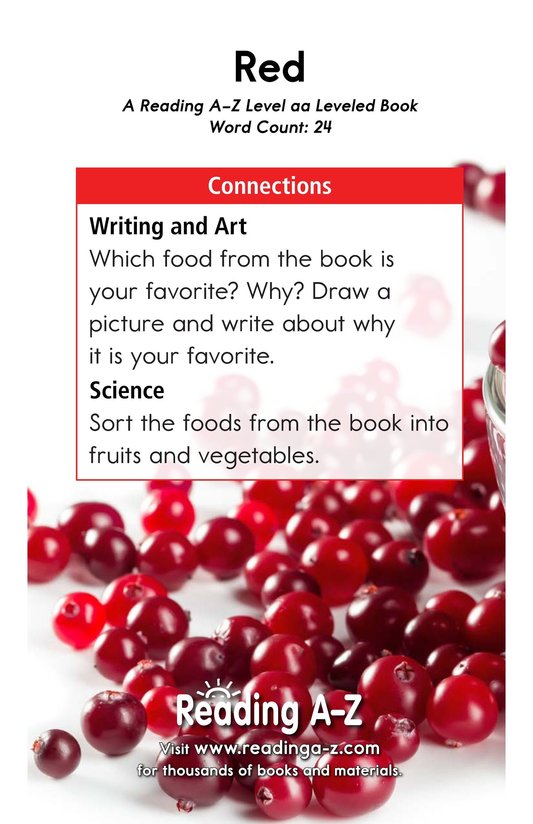 Red
A Reading A–Z Level aa Leveled Book
Word Count: 24
Connections
Writing and Art
Which food from the book is
your favorite? Why? Draw a
picture and write about why
it is your favorite.
Science
Sort the foods from the book into
fruits and vegetables.
Reading A-Z
Visit www.readinga-z.com
for thousands of books and materials.